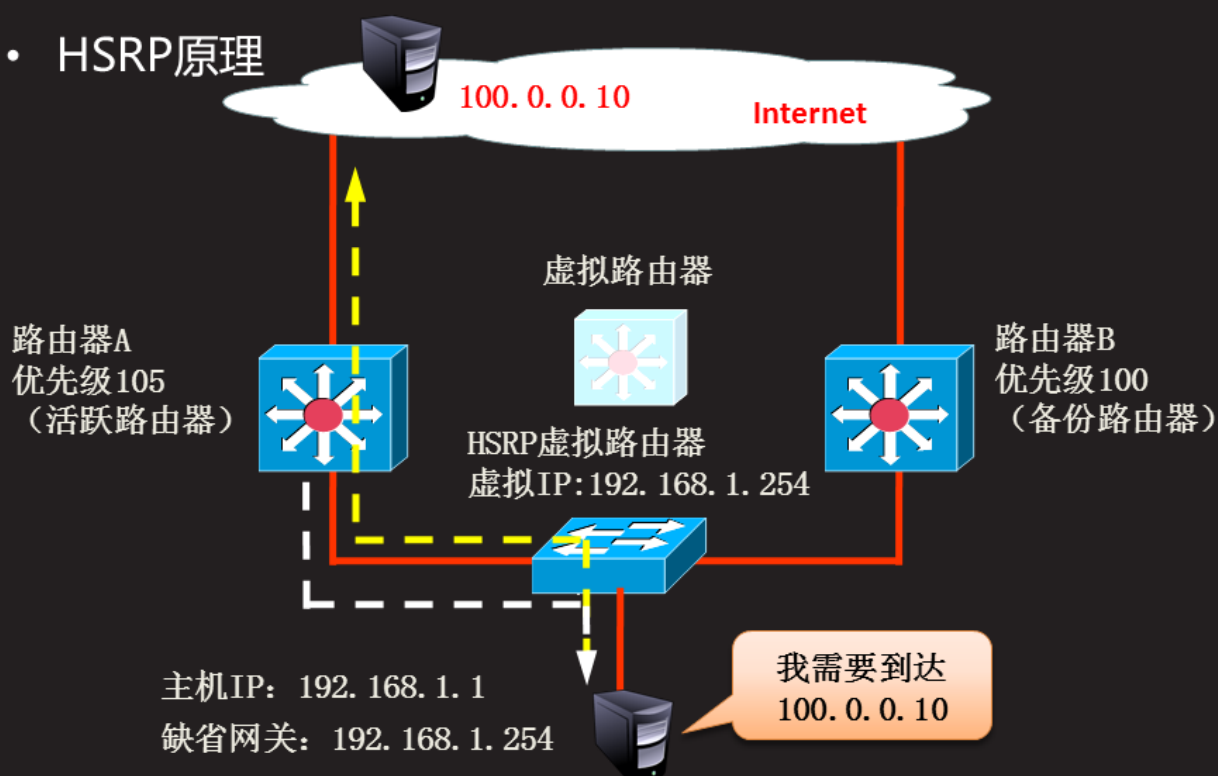 • HSRP原理
100.0.0.10
Internet
虚拟路由器
路由器A
优先级105
（活跃路由器）
路由器B
优先级100
（备份路由器）
HSRP虚拟路由器
虚拟IP:192.168.1.254
我需要到达
100.0.0.10
主机IP：192.168.1.1
缺省网关：192.168.1.254